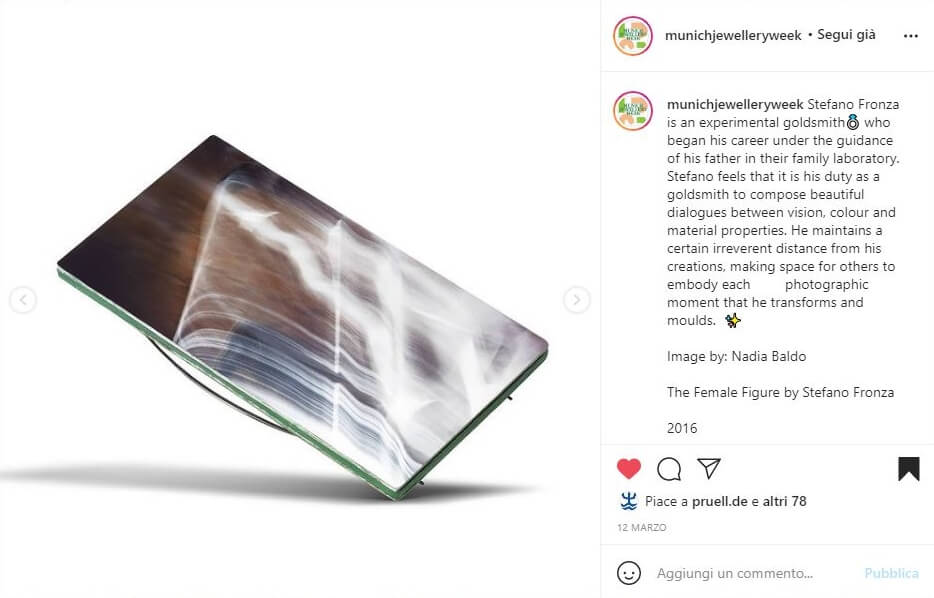 munichjewelleryweek • Segui già
munichjewelleryweek Stefano Fronza
is an experimental goldsmith💍 who
began his career under the guidance
of his father in their family laboratory.
Stefano feels that it is his duty as a
goldsmith to compose beautiful
dialogues between vision, colour and
material properties. He maintains a
certain irreverent distance from his
creations, making space for others to
embody each photographic
moment that he transforms and
moulds. ✨
Image by: Nadia Baldo
The Female Figure by Stefano Fronza
2016
Piace a pruell.de e altri 78
12 MARZO
Aggiungi un commento... Pubblica